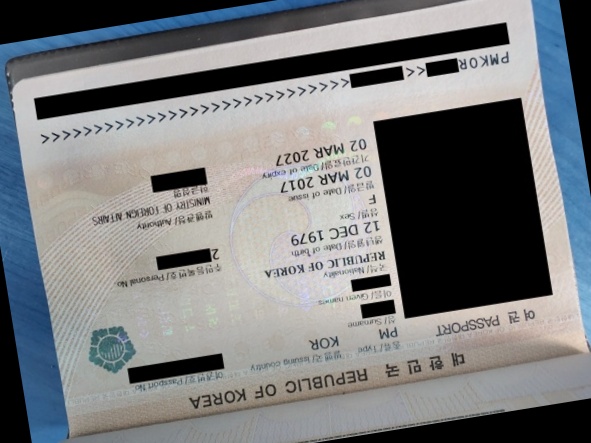 대한민국 REPUBLIC OF KOREA
여권 PASSPORT
종류/Type 발행국/Issuing country 여권번호/Passport No.
PM KOR
성/Surname
이름/Given names
국적/Nationality 주민등록번호/Personal No.
REPUBLIC OF KOREA 2
생년월일/Date of birth
12 DEC 1979
성별/Sex 발행관청/Authority
F MINISTRY OF FOREIGN AFFAIRS
발급일/Date of issue 한글성명
02 MAR 2017
기간만료일/Date of expiry
02 MAR 2027
PMKOR <<<<<<<<<<<<<<<<<<<<<<<<